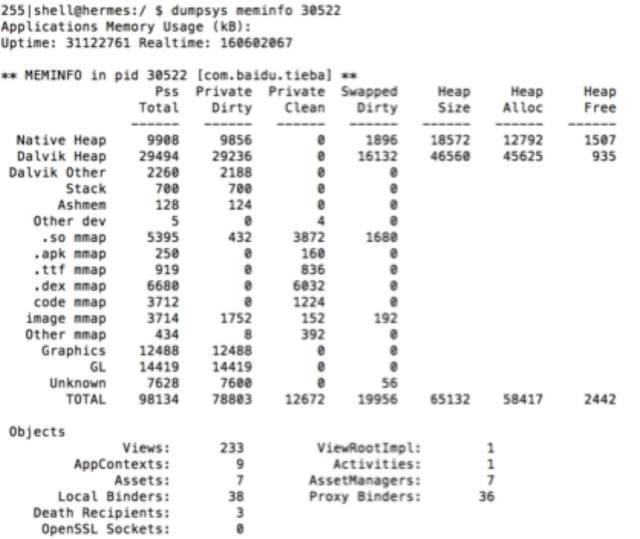 255|shell@hermes:/ $ dumpsys meminfo 30522
Applications Memory Usage (kB):
Uptime: 31122761 Realtime: 160602067
** MEMINFO in pid 30522 [com.baidu.tieba] **
Pss Private Private Swapped Heap Heap Heap
Total Dirty Clean Dirty Size Alloc Free
------ ------ ------ ------ ------ ------ ------
Native Heap 9908 9856 0 1896 18572 12792 1507
Dalvik Heap 29494 29236 0 16132 46560 45625 935
Dalvik Other 2260 2188 0 0
Stack 700 700 0 0
Ashmem 128 124 0 0
Other dev 5 0 4 0
.so mmap 5395 432 3872 1680
.apk mmap 250 0 160 0
.ttf mmap 919 0 836 0
.dex mmap 6680 0 6032 0
code mmap 3712 0 1224 0
image mmap 3714 1752 152 192
Other mmap 434 8 392 0
Graphics 12488 12488 0 0
GL 14419 14419 0 0
Unknown 7628 7600 0 56
TOTAL 98134 78803 12672 19956 65132 58417 2442
Objects
Views: 233 ViewRootImpl: 1
AppContexts: 9 Activities: 1
Assets: 7 AssetManagers: 7
Local Binders: 38 Proxy Binders: 36
Death Recipients: 3
OpenSSL Sockets: 0